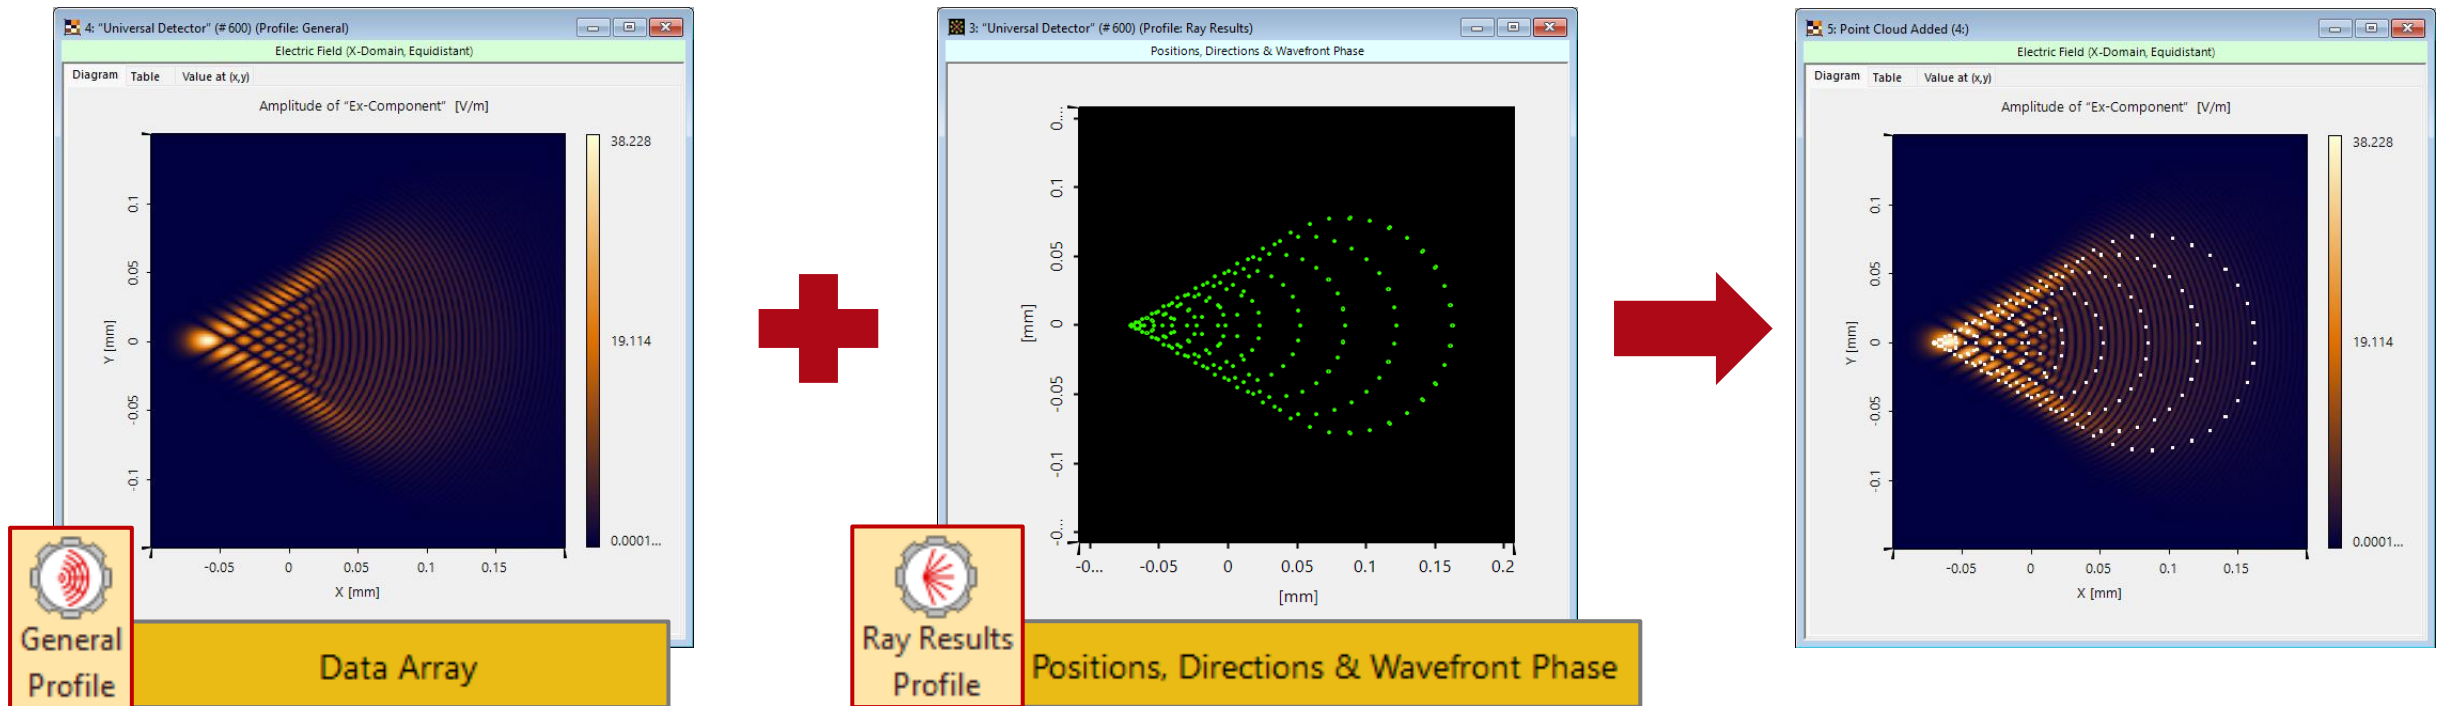 4: "Universal Detector" (# 600) (Profile: General)
Electric Field (X-Domain, Equidistant)
Diagram Table Value at (x,y)
Amplitude of "Ex-Component" [V/m]
38.228
19.114
0.0001...
0.1
0.05
0
-0.05
-0.1
Y [mm]
-0.05 0 0.05 0.1 0.15
X [mm]
General
Profile
Data Array
3: "Universal Detector" (# 600) (Profile: Ray Results)
Positions, Directions & Wavefront Phase
0....
0.1
0.05
0
-0.05
-0.1
-0....
[mm]
-0... -0.05 0 0.05 0.1 0.15 0.2
[mm]
Ray Results
Profile
Positions, Directions & Wavefront Phase
5: Point Cloud Added (4:)
Electric Field (X-Domain, Equidistant)
Diagram Table Value at (x,y)
Amplitude of "Ex-Component" [V/m]
38.228
19.114
0.0001...
0.1
0.05
0
-0.05
-0.1
Y [mm]
-0.05 0 0.05 0.1 0.15
X [mm]